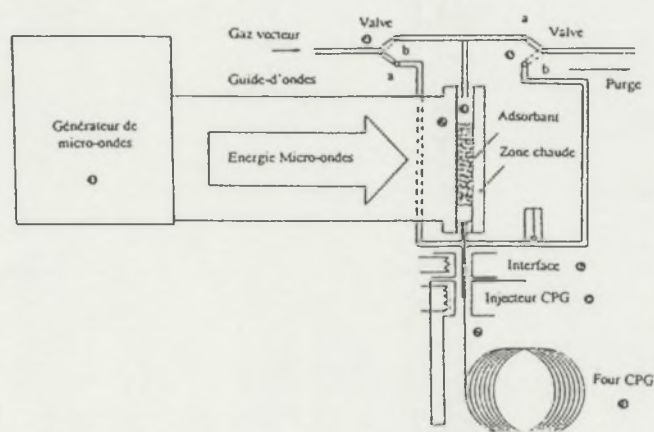 a
Valve
Valve
Gaz vecteur
b
a
b
Guide-d'ondes
Purge
Générateur de
micro-ondes
Adsorbant
Energie Micro-ondes
Zone chaude
Interface
Injecteur CPG
Four CPG